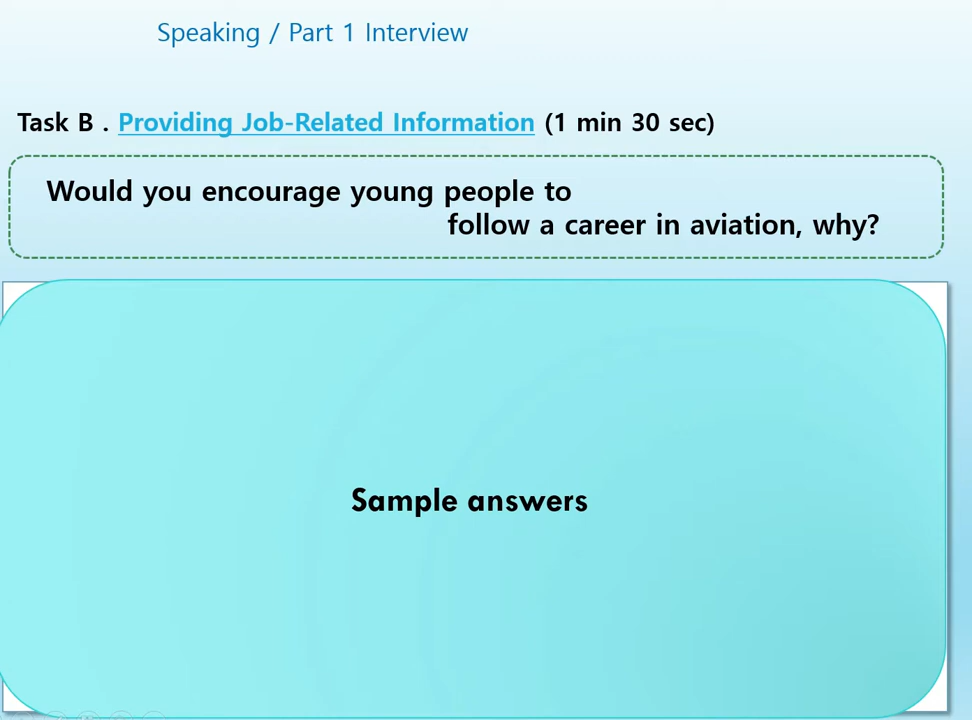 Speaking / Part 1 Interview
Task B . Providing Job-Related Information (1 min 30 sec)
Would you encourage young people to
follow a career in aviation, why?
Sample answers